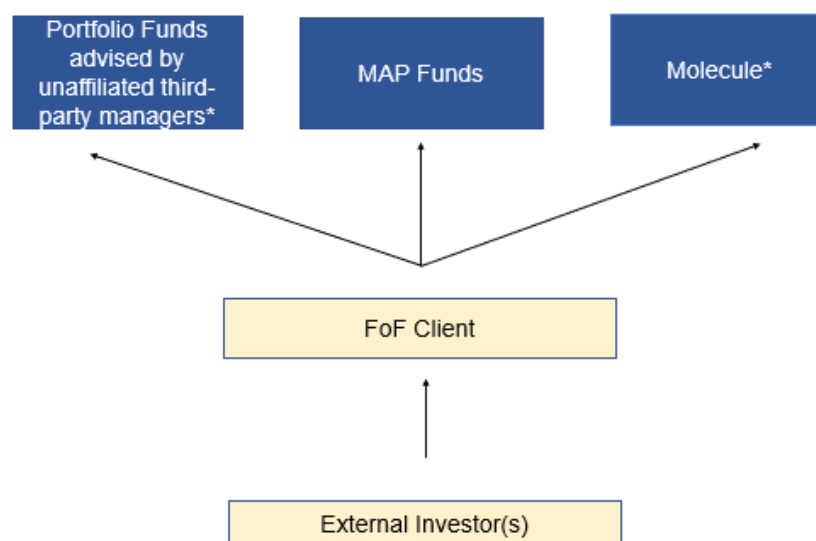 Portfolio Funds
advised by
unaffiliated third-
party managers*
MAP Funds
Molecule*
FoF Client
External Investor(s)